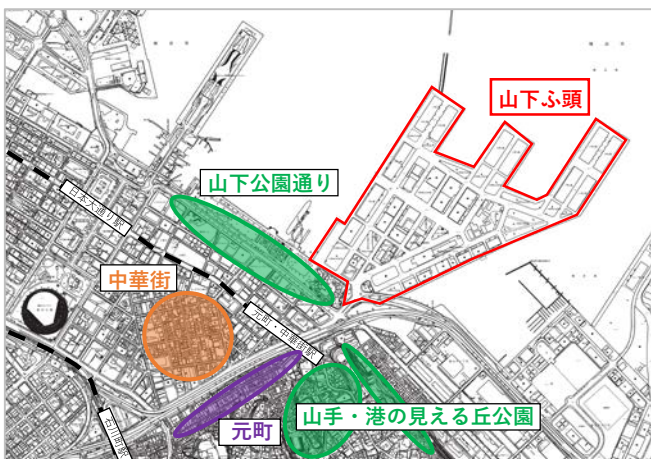 山下ふ頭
山下公園通り
日本大通り駅
中華街
元町・中華街駅
山手・港の見える丘公園
元町
石川町駅